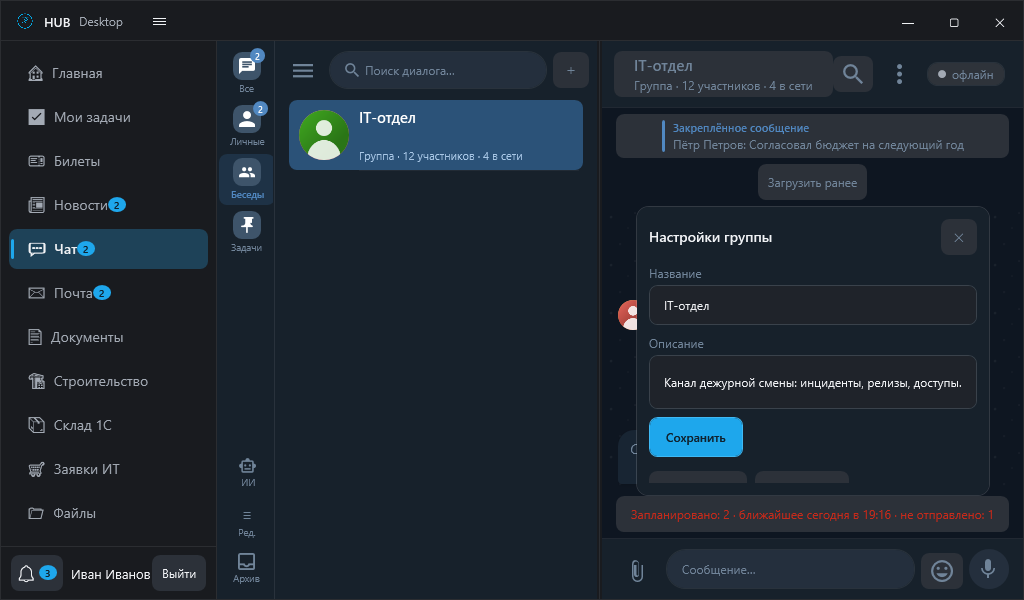 HUB Desktop
Главная
Мои задачи
Билеты
Новости 2
Чат 2
Почта 2
Документы
Строительство
Склад 1С
Заявки ИТ
Файлы
3 Иван Иванов Выйти
2
Все
2
Личные
Беседы
Задачи
ИИ
Ред.
Архив
Поиск диалога...
+
IT-отдел
Группа · 12 участников · 4 в сети
IT-отдел
Группа · 12 участников · 4 в сети
офлайн
Закреплённое сообщение
Пётр Петров: Согласовал бюджет на следующий год
Загрузить ранее
Настройки группы
Название
IT-отдел
Описание
Канал дежурной смены: инциденты, релизы, доступы.
Сохранить
Запланировано: 2 · ближайшее сегодня в 19:16 · не отправлено: 1
Сообщение...